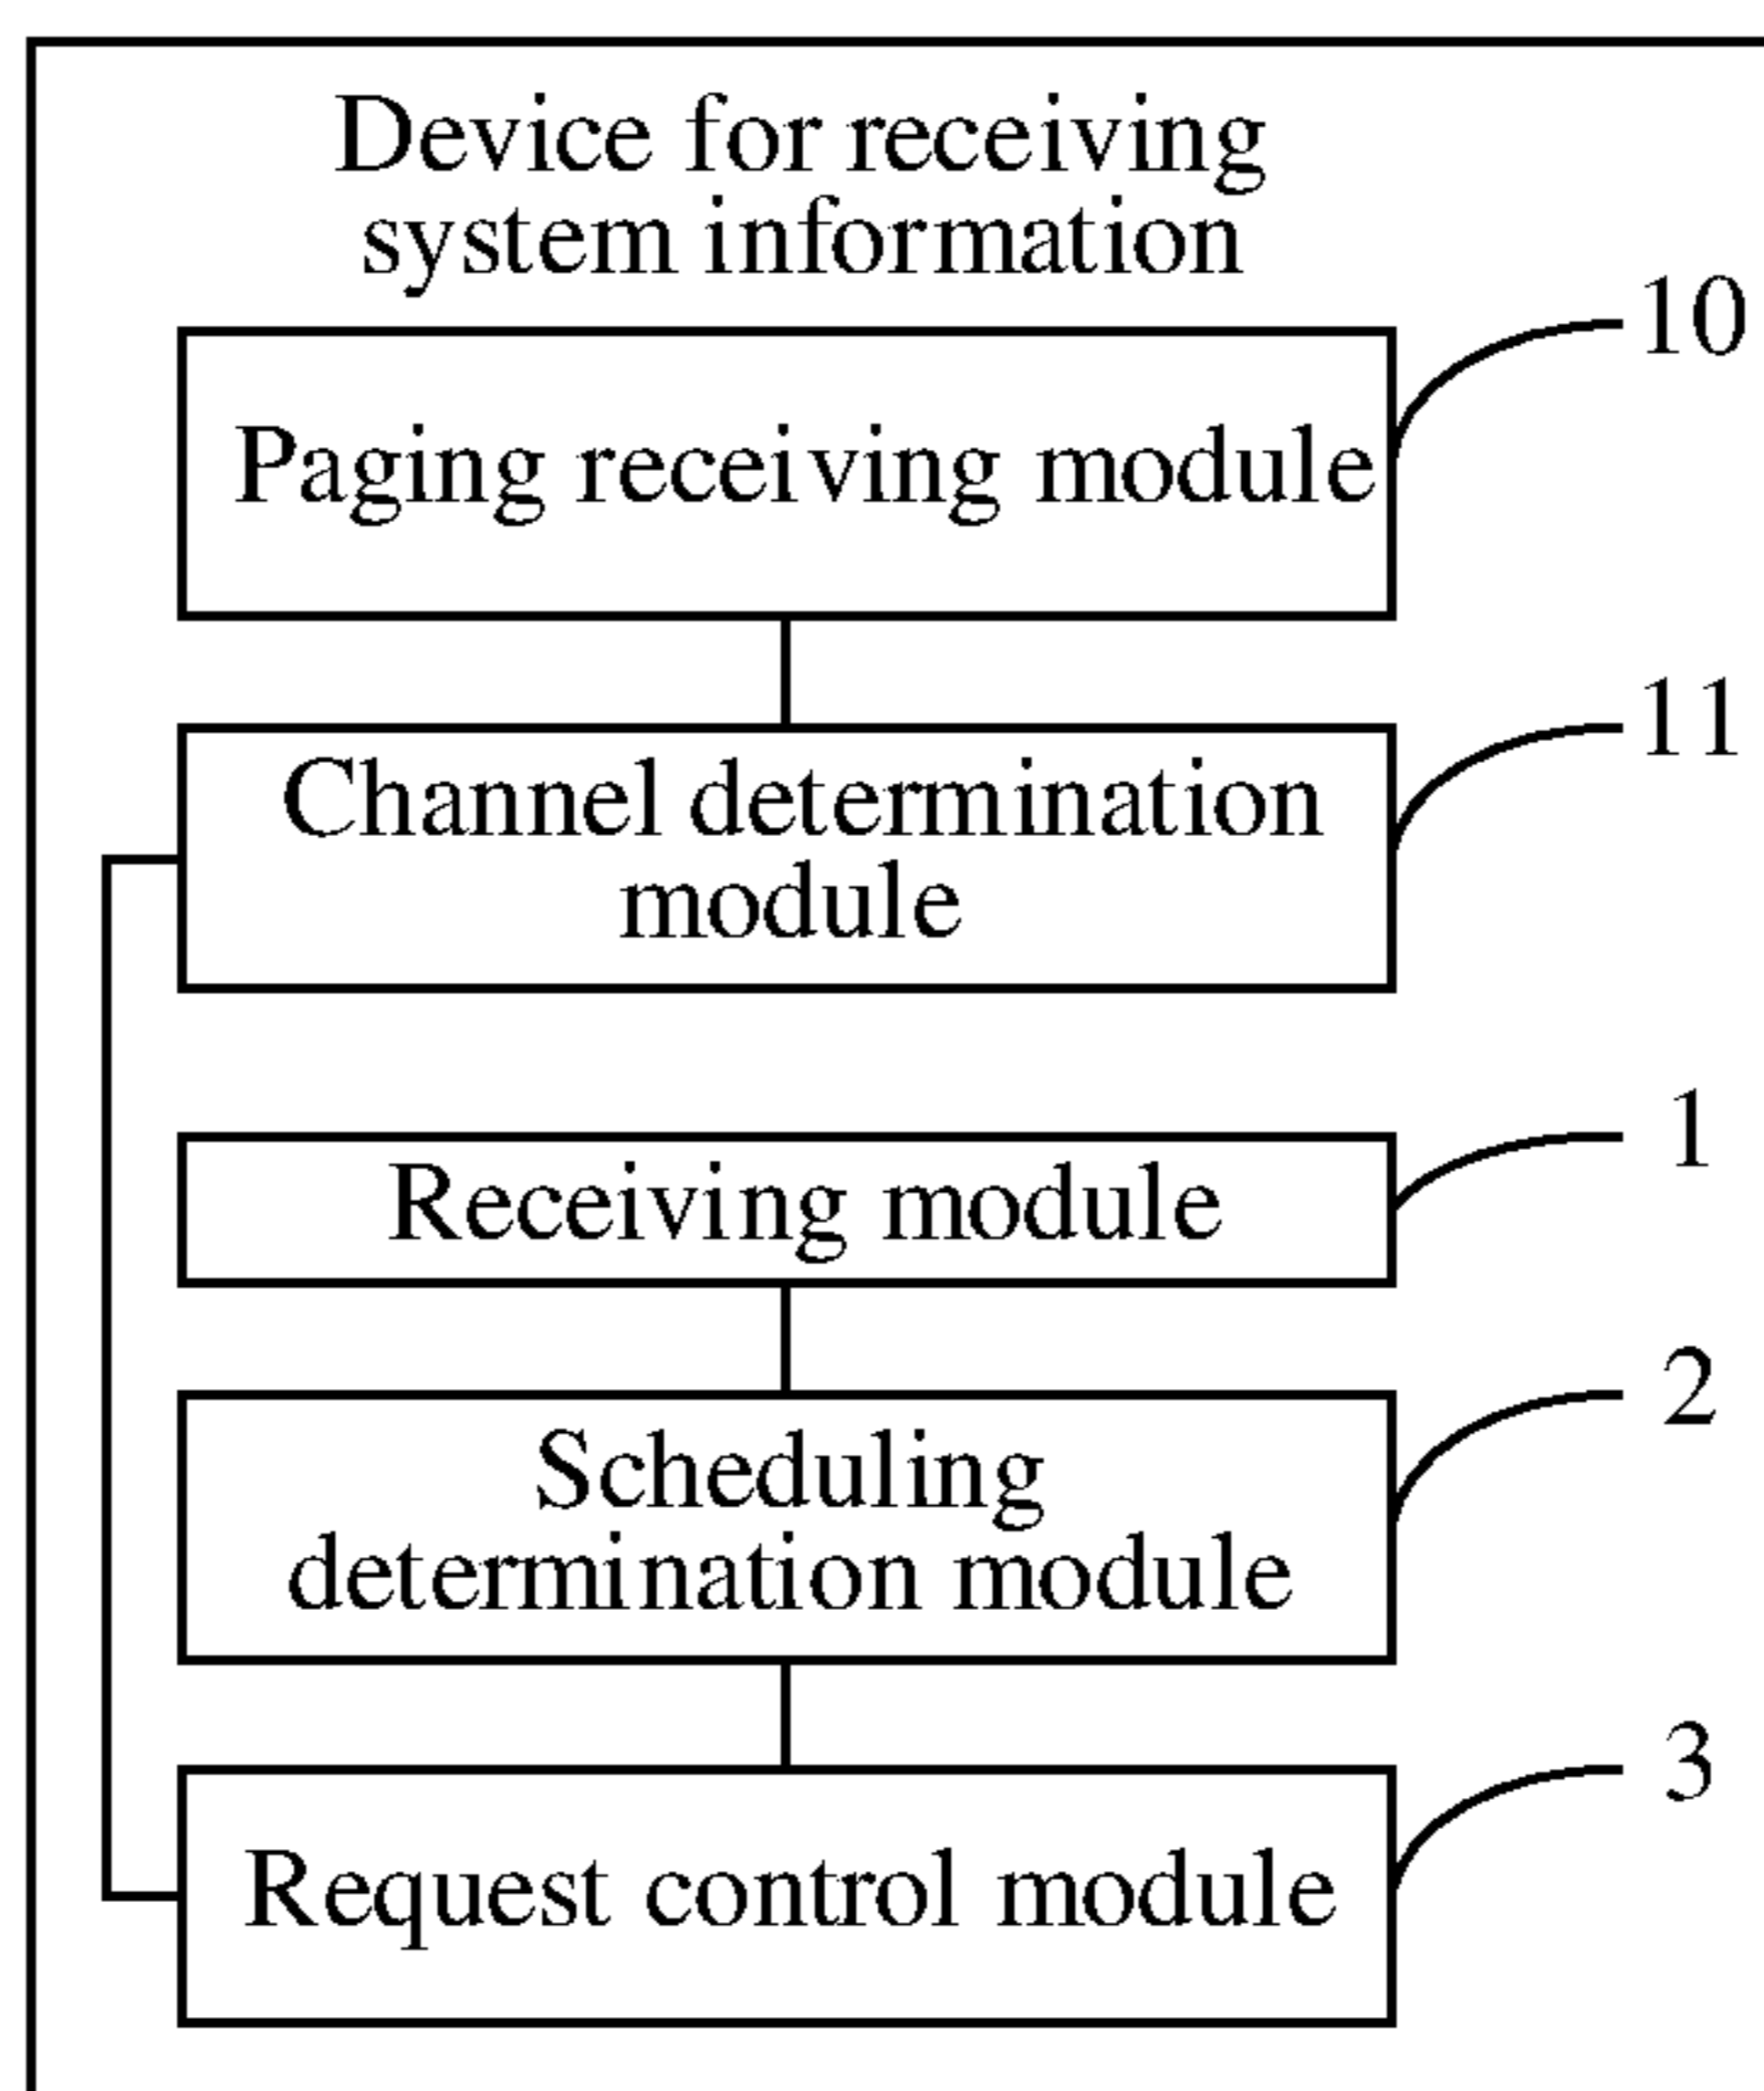 Device for receiving
system information
10
Paging receiving module
11
Channel determination
module
1
Receiving module
2
Scheduling
determination module
3
Request control module